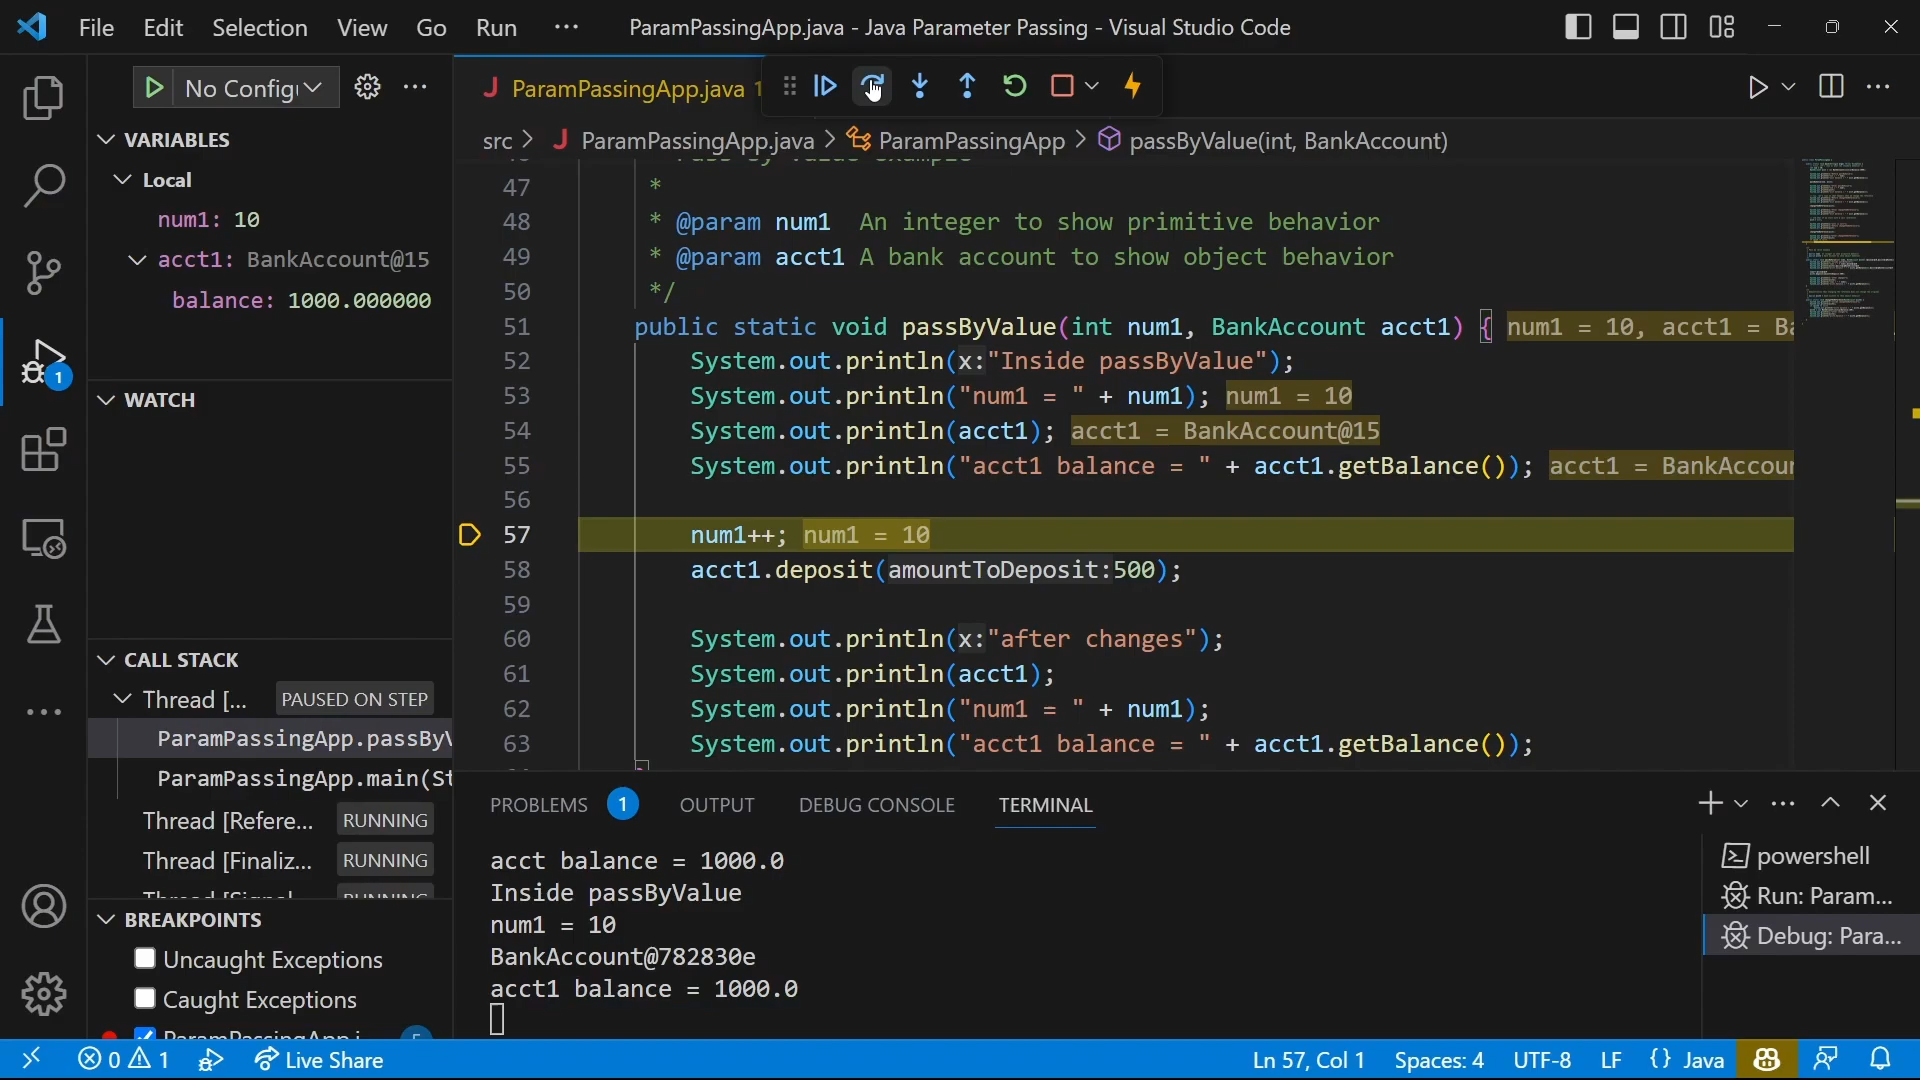 File Edit Selection View Go Run ··· ParamPassingApp.java - Java Parameter Passing - Visual Studio Code
No Config
J ParamPassingApp.java
src > J ParamPassingApp.java > ParamPassingApp > passByValue(int, BankAccount)
VARIABLES
Local
num1: 10
acct1: BankAccount@15
balance: 1000.000000
WATCH
CALL STACK
Thread [... PAUSED ON STEP
ParamPassingApp.passBy
ParamPassingApp.main(St
Thread [Refere... RUNNING
Thread [Finaliz... RUNNING
BREAKPOINTS
Uncaught Exceptions
Caught Exceptions
1
47 *
48 * @param num1 An integer to show primitive behavior
49 * @param acct1 A bank account to show object behavior
50 */
51 public static void passByValue(int num1, BankAccount acct1) { num1 = 10, acct1 = Ba
52 System.out.println(x:"Inside passByValue");
53 System.out.println("num1 = " + num1); num1 = 10
54 System.out.println(acct1); acct1 = BankAccount@15
55 System.out.println("acct1 balance = " + acct1.getBalance()); acct1 = BankAccoun
56
57 num1++; num1 = 10
58 acct1.deposit(amountToDeposit:500);
59
60 System.out.println(x:"after changes");
61 System.out.println(acct1);
62 System.out.println("num1 = " + num1);
63 System.out.println("acct1 balance = " + acct1.getBalance());
PROBLEMS 1 OUTPUT DEBUG CONSOLE TERMINAL
acct balance = 1000.0
Inside passByValue
num1 = 10
BankAccount@782830e
acct1 balance = 1000.0
powershell
Run: Param...
Debug: Para...
0 1 Live Share Ln 57, Col 1 Spaces: 4 UTF-8 LF {} Java